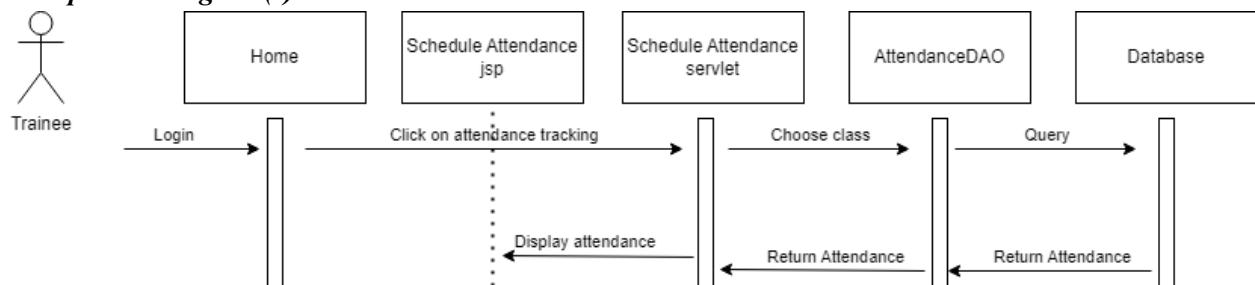 Home
Schedule Attendance
jsp
Schedule Attendance
servlet
AttendanceDAO
Database
Trainee
Login
Click on attendance tracking
Choose class
Query
Display attendance
Return Attendance
Return Attendance